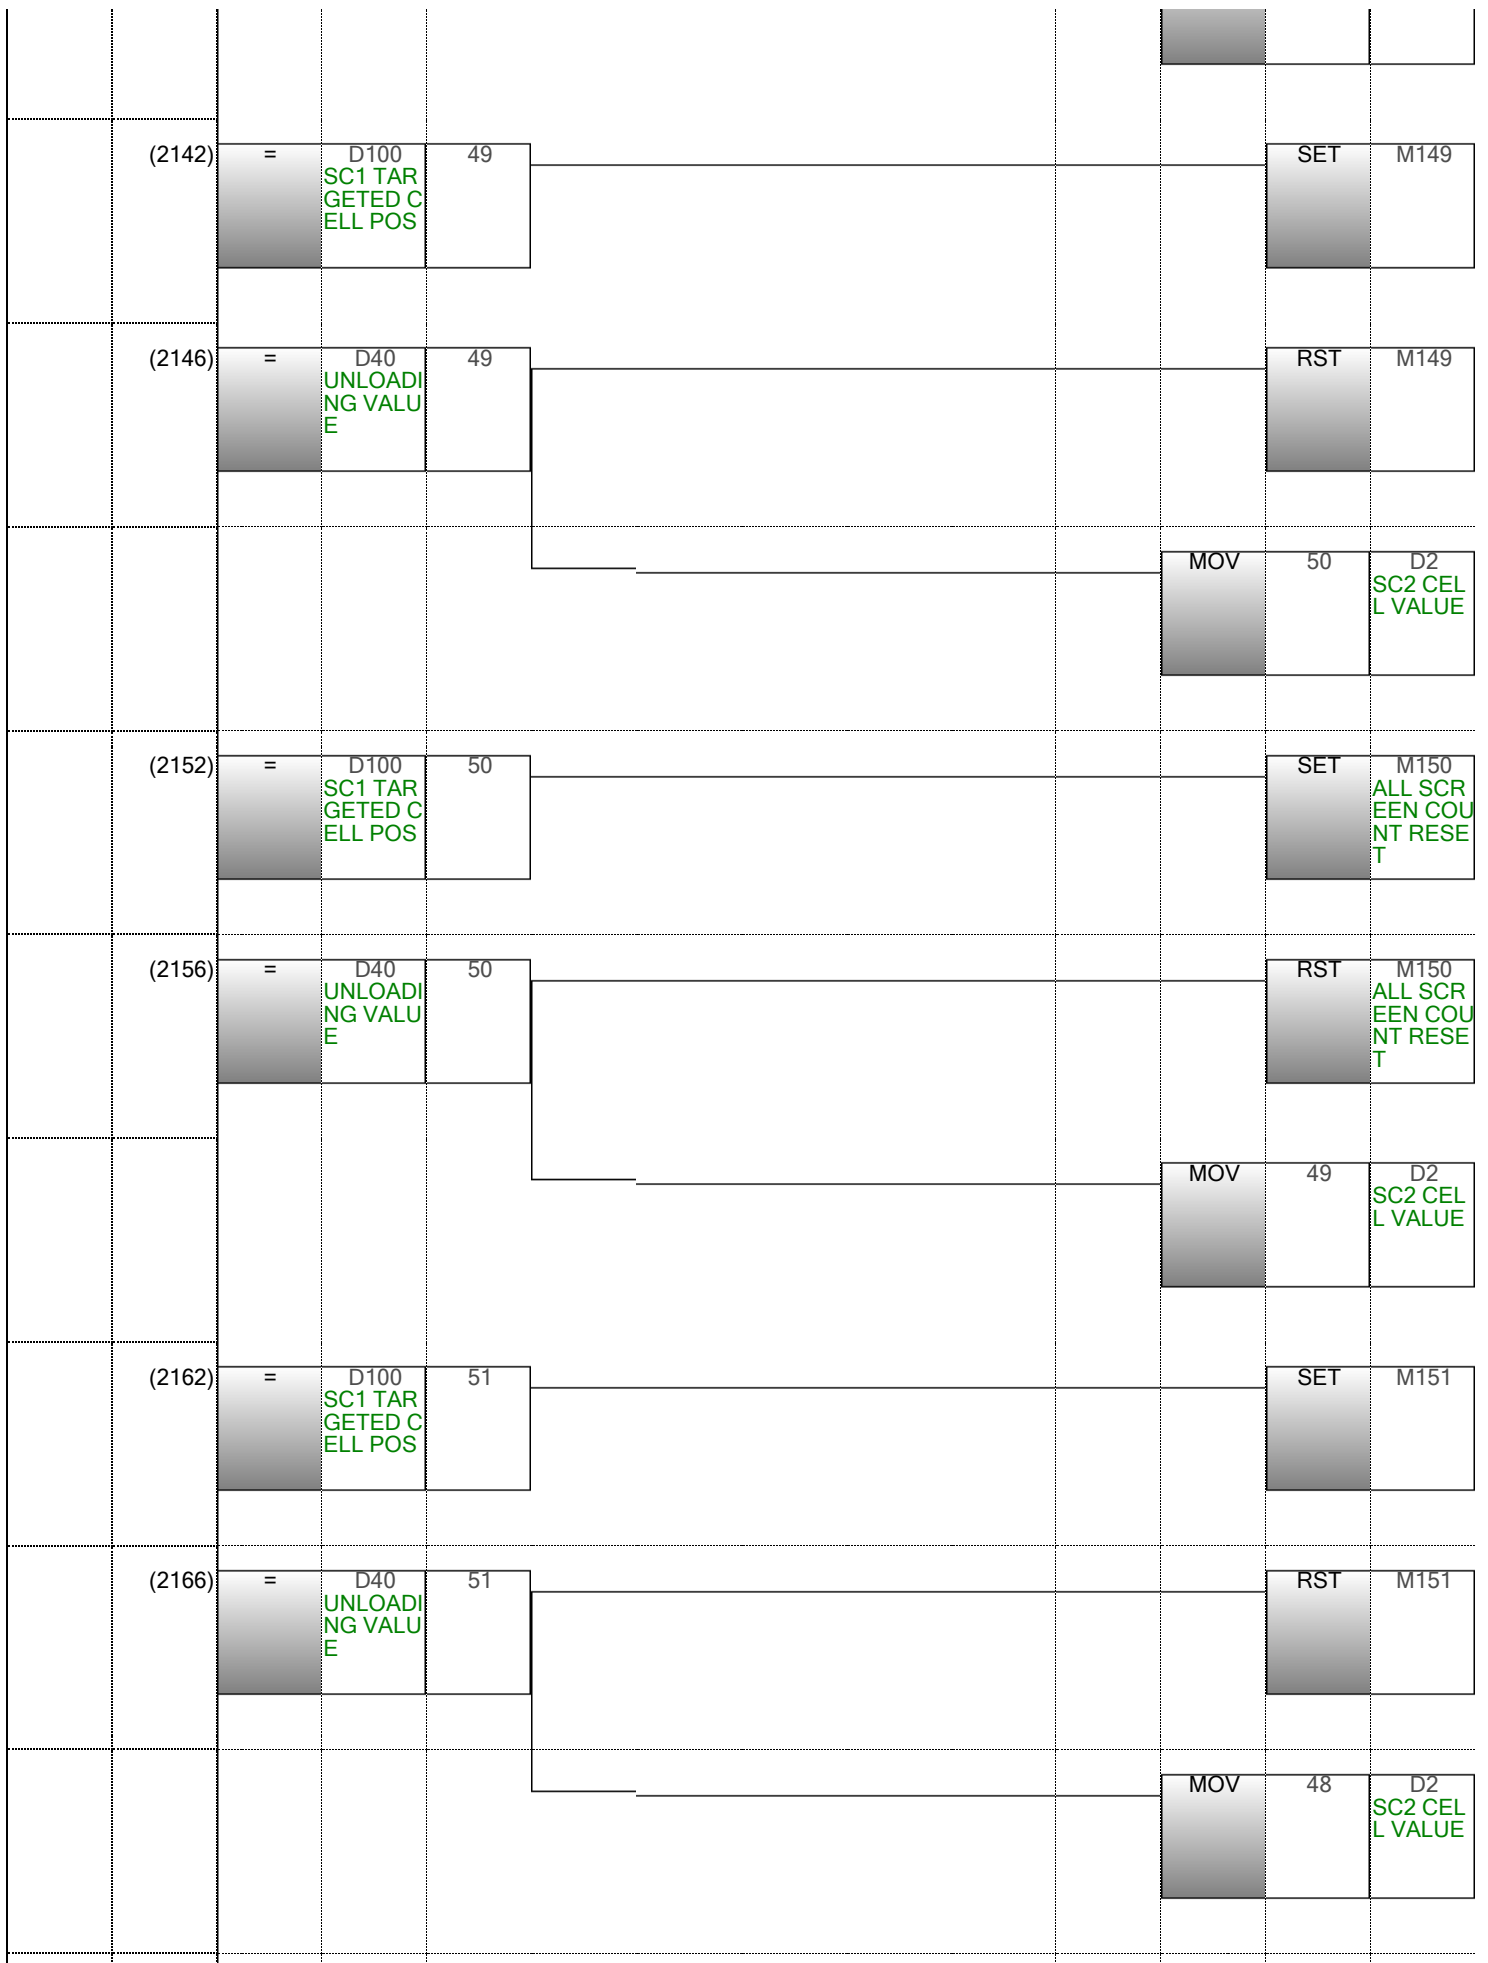 (2142) = D100 49 SET M149
SC1 TAR
GETED C
ELL POS
(2146) = D40 49 RST M149
UNLOADI
NG VALU
E
MOV 50 D2
SC2 CEL
L VALUE
(2152) = D100 50 SET M150
SC1 TAR ALL SCR
GETED C EEN COU
ELL POS NT RESE
T
(2156) = D40 50 RST M150
UNLOADI ALL SCR
NG VALU EEN COU
E NT RESE
T
MOV 49 D2
SC2 CEL
L VALUE
(2162) = D100 51 SET M151
SC1 TAR
GETED C
ELL POS
(2166) = D40 51 RST M151
UNLOADI
NG VALU
E
MOV 48 D2
SC2 CEL
L VALUE